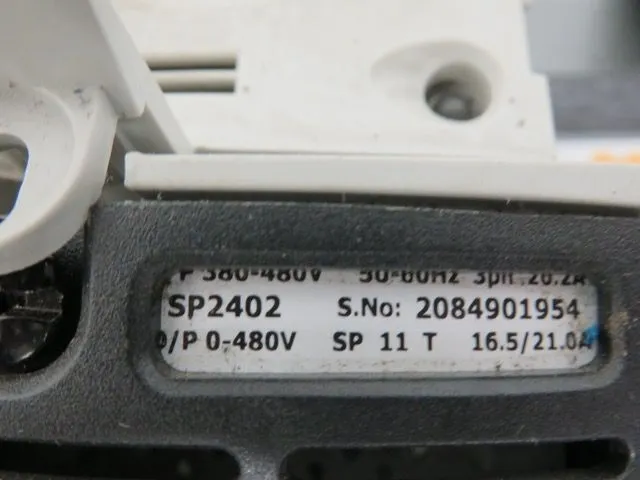 P 380-480V 50-60Hz 3ph 20.2A
SP2402 S.No: 2084901954
O/P 0-480V SP 11 T 16.5/21.0A